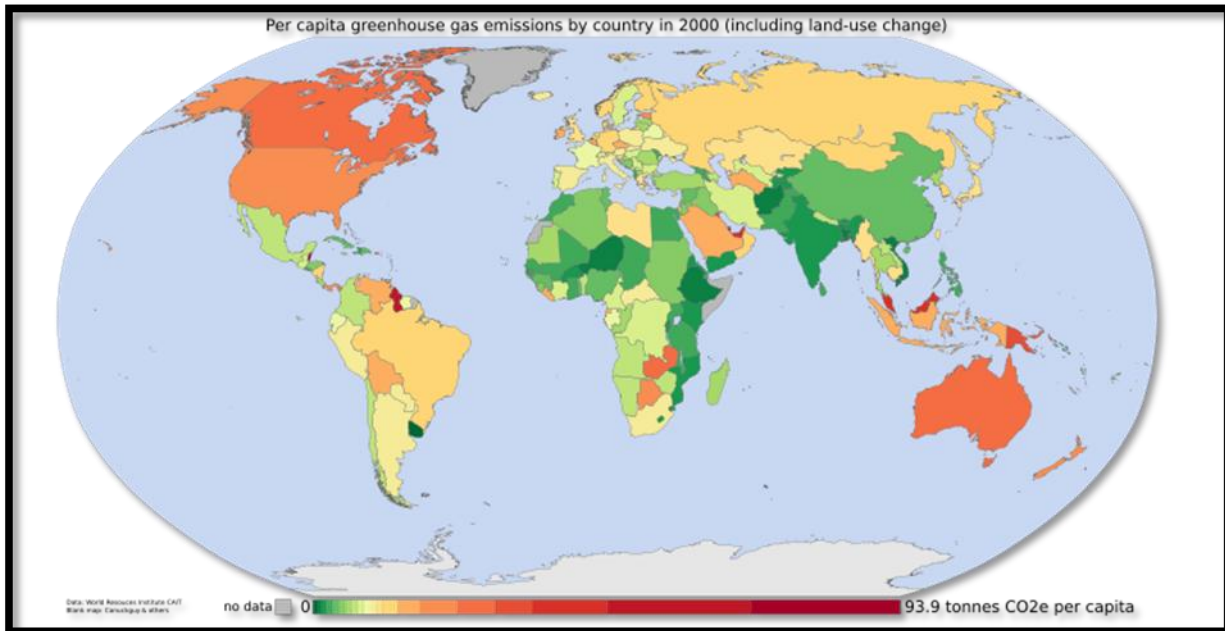 Per capita greenhouse gas emissions by country in 2000 (including land-use change)
Data: World Resouces Institute CAIT
Blank map: Canuckguy & others
no data
0
93.9 tonnes CO2e per capita